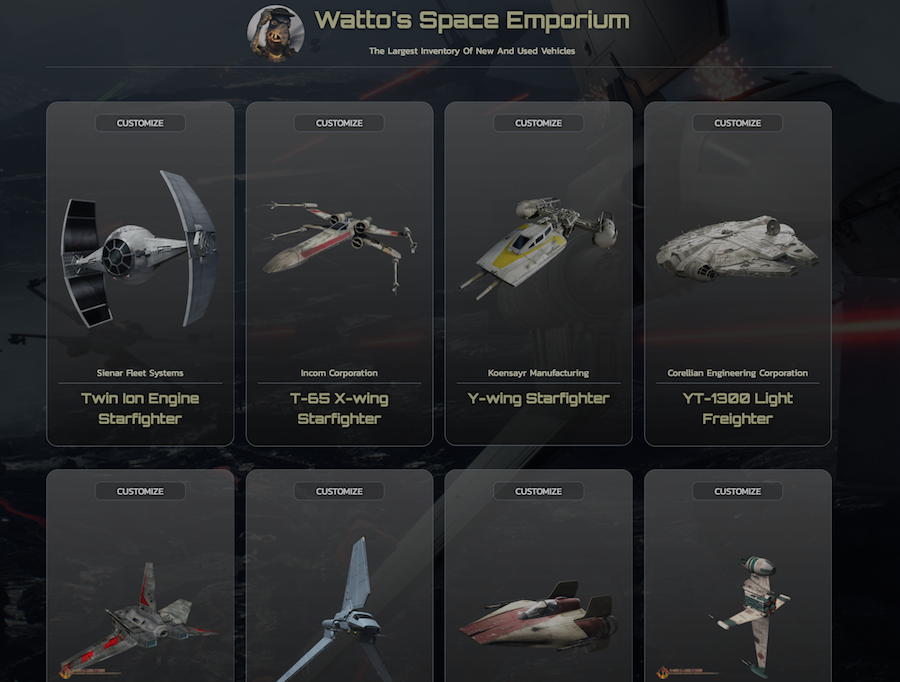 Watto's Space Emporium
The Largest Inventory Of New And Used Vehicles
CUSTOMIZE
CUSTOMIZE
CUSTOMIZE
CUSTOMIZE
Sienar Fleet Systems
Twin Ion Engine
Starfighter
Incom Corporation
T-65 X-wing
Starfighter
Koensayr Manufacturing
Y-wing Starfighter
Corellian Engineering Corporation
YT-1300 Light
Freighter
CUSTOMIZE
CUSTOMIZE
CUSTOMIZE
CUSTOMIZE